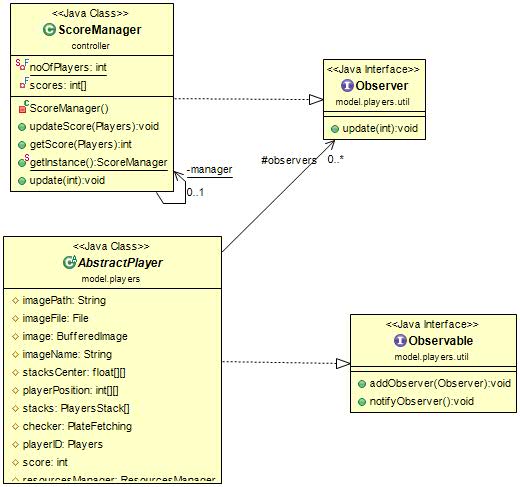 <<Java Class>>
ScoreManager
controller
noOfPlayers: int
scores: int[]
ScoreManager()
updateScore(Players):void
getScore(Players):int
getInstance():ScoreManager
update(int):void
-manager
0..1
<<Java Interface>>
Observer
model.players.util
update(int):void
#observers 0..*
<<Java Class>>
AbstractPlayer
model.players
imagePath: String
imageFile: File
image: BufferedImage
imageName: String
stacksCenter: float[][]
playerPosition: int[][]
stacks: PlayersStack[]
checker: PlateFetching
playerID: Players
score: int
resourcesManager: ResourcesManager
<<Java Interface>>
Observable
model.players.util
addObserver(Observer):void
notifyObserver():void